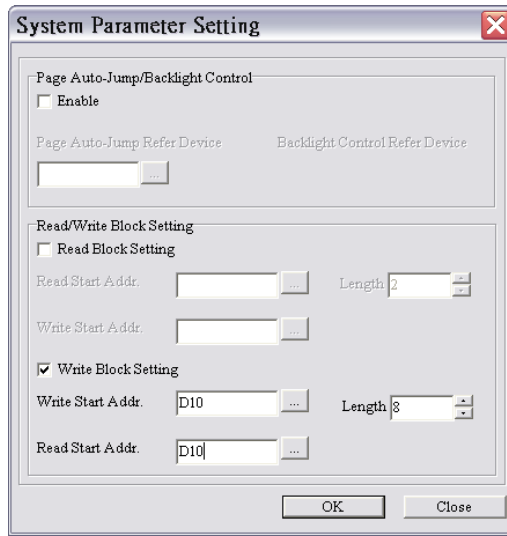 System Parameter Setting
Page Auto-Jump/Backlight Control
Enable
Page Auto-Jump Refer Device Backlight Control Refer Device
...
Read/Write Block Setting
Read Block Setting
Read Start Addr. ... Length 2
Write Start Addr. ...
Write Block Setting
Write Start Addr. D10 ... Length 8
Read Start Addr. D10 ...
OK Close